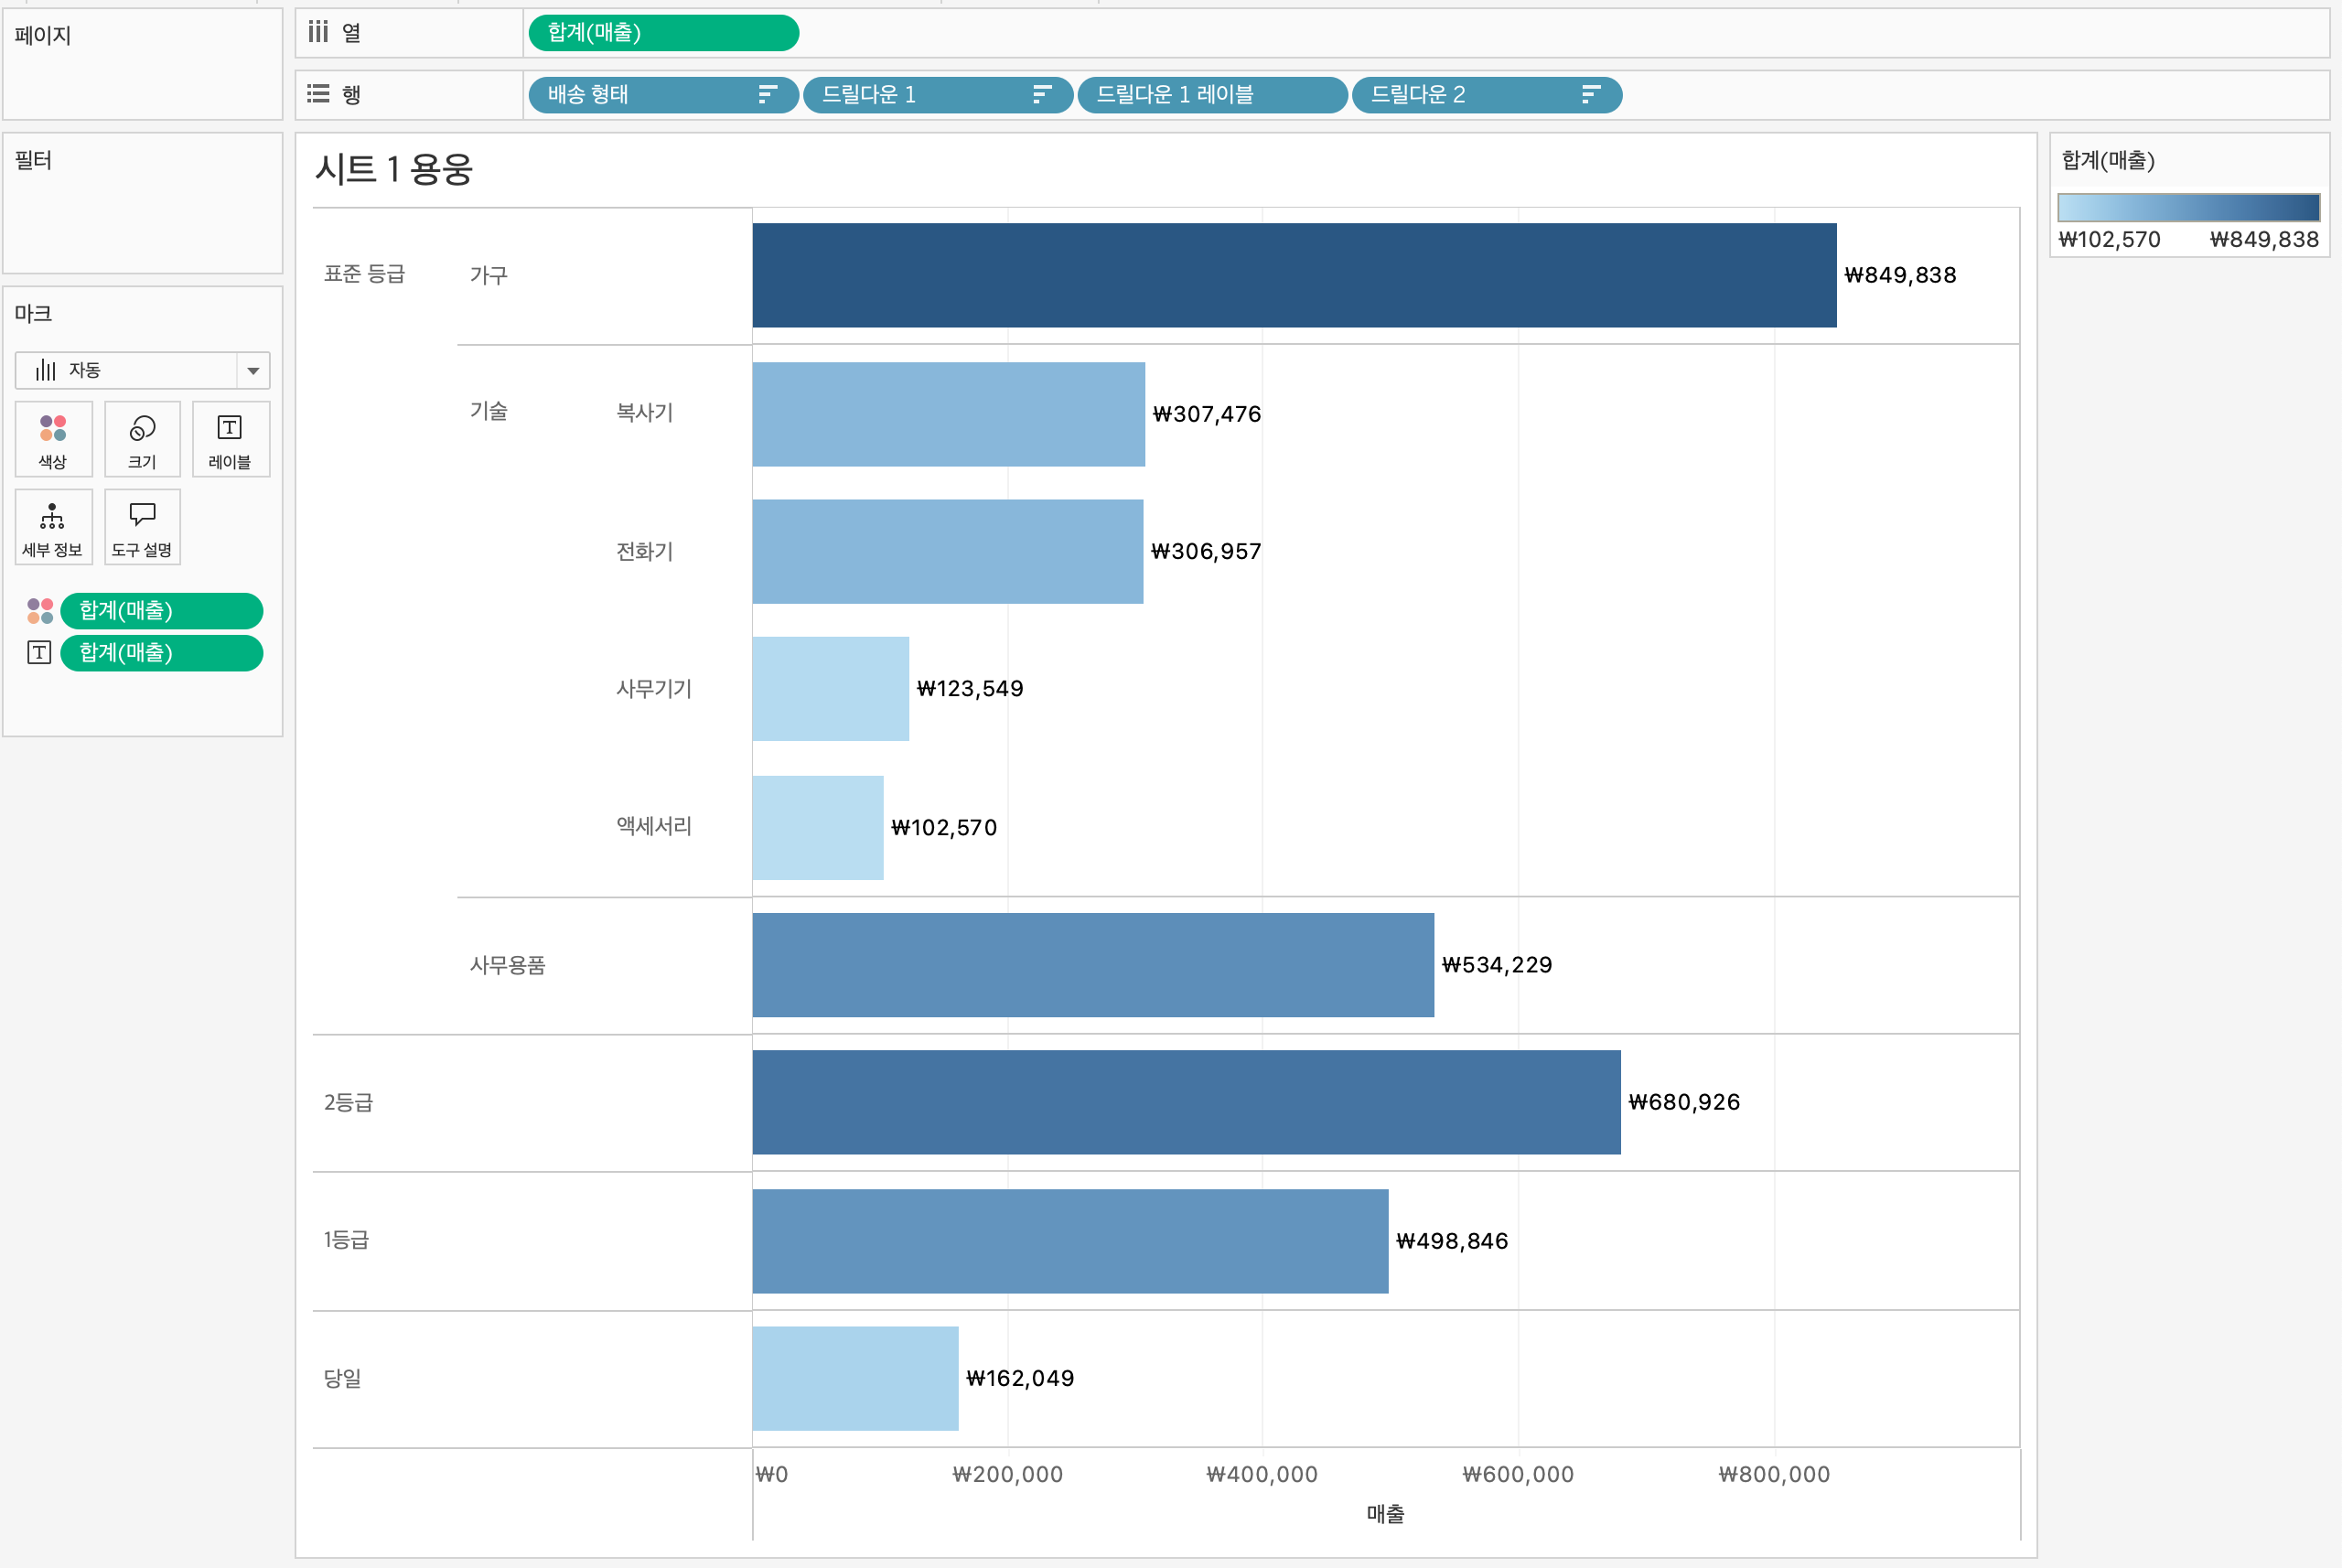 페이지
열
합계(매출)
행
배송 형태
드릴다운 1
드릴다운 1 레이블
드릴다운 2
필터
마크
자동
색상
크기
레이블
세부 정보
도구 설명
합계(매출)
합계(매출)
시트 1 용웅
표준 등급
가구
₩849,838
기술
복사기
₩307,476
전화기
₩306,957
사무기기
₩123,549
액세서리
₩102,570
사무용품
₩534,229
2등급
₩680,926
1등급
₩498,846
당일
₩162,049
₩0
₩200,000
₩400,000
₩600,000
₩800,000
매출
합계(매출)
₩102,570
₩849,838